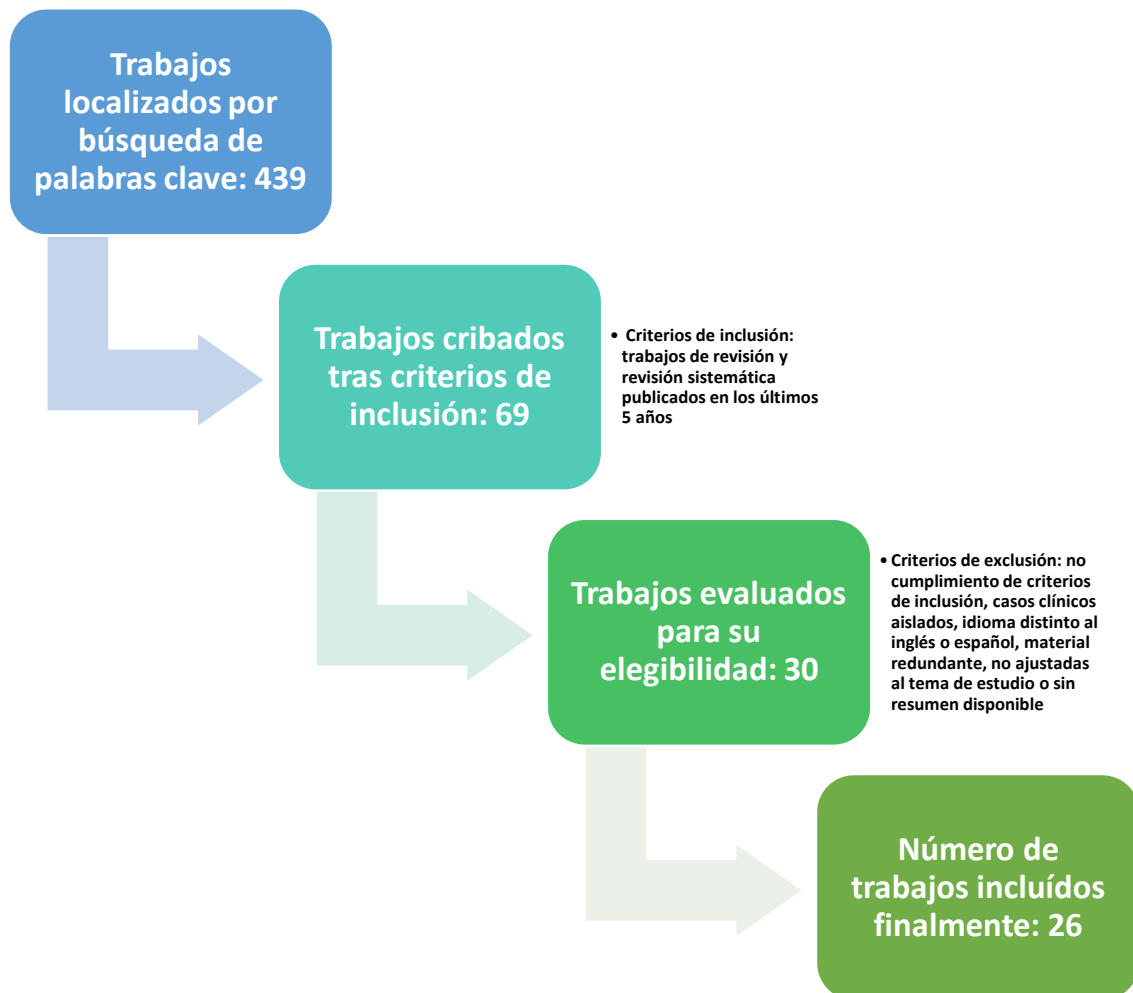 Trabajos
localizados por
búsqueda de
palabras clave: 439
Trabajos cribados
tras criterios de
inclusión: 69
• Criterios de inclusión:
trabajos de revisión y
revisión sistemática
publicados en los últimos
5 años
Trabajos evaluados
para su
elegibilidad: 30
• Criterios de exclusión: no
cumplimiento de criterios
de inclusión, casos clínicos
aislados, idioma distinto al
inglés o español, material
redundante, no ajustadas
al tema de estudio o sin
resumen disponible
Número de
trabajos incluídos
finalmente: 26